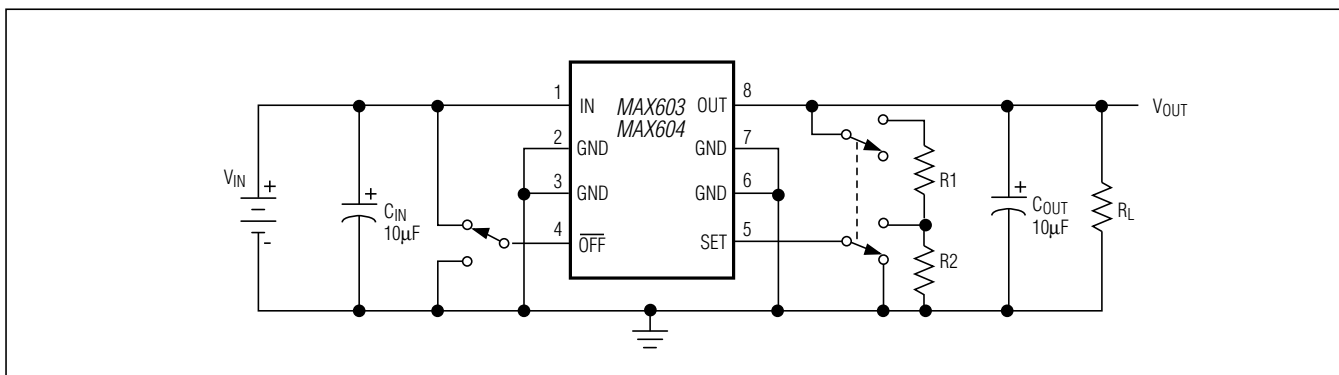 1
IN
2
GND
3
GND
4
OFF
MAX603
MAX604
8
OUT
7
GND
6
GND
5
SET
VIN
+
-
+
CIN
10µF
R1
R2
+
COUT
10µF
RL
VOUT